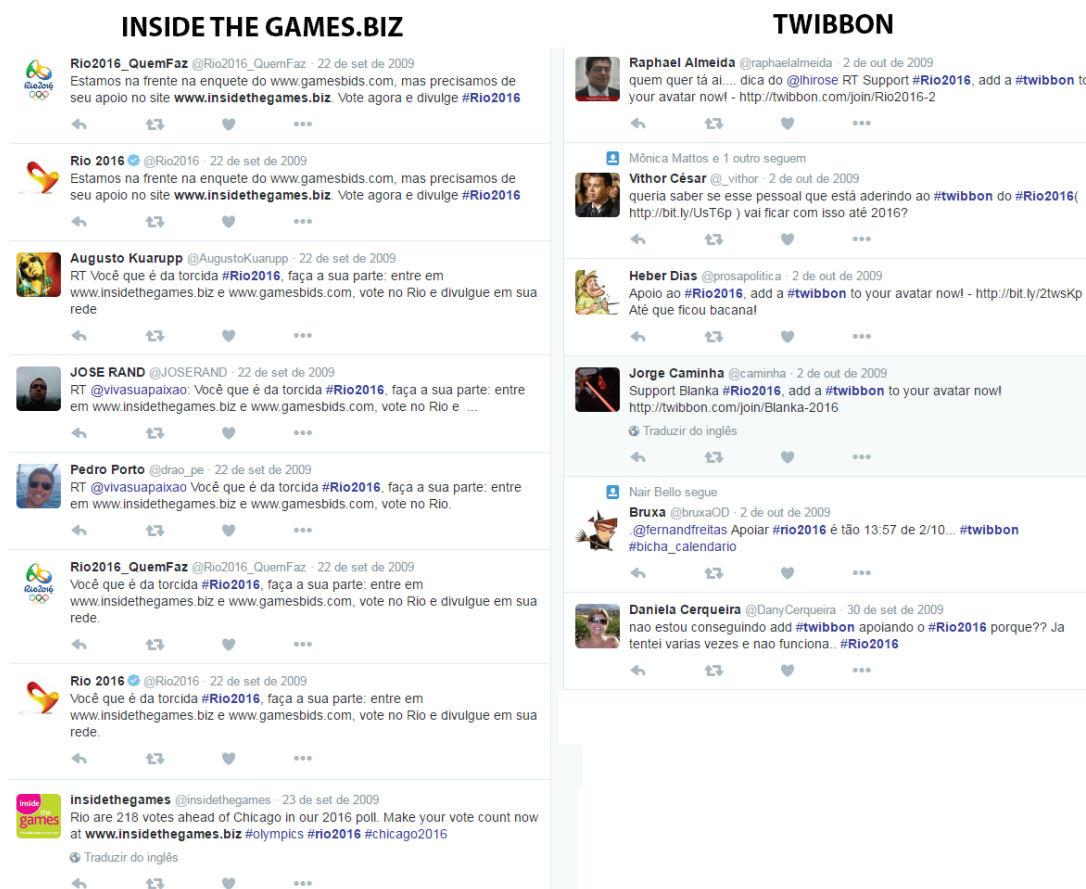 INSIDE THE GAMES.BIZ
Rio2016_QuemFaz @Rio2016_QuemFaz · 22 de set de 2009
Estamos na frente na enquete do www.gamesbids.com, mas precisamos de
seu apoio no site www.insidethegames.biz. Vote agora e divulge #Rio2016
Rio2016
Rio 2016 @Rio2016 · 22 de set de 2009
Estamos na frente na enquete do www.gamesbids.com, mas precisamos de
seu apoio no site www.insidethegames.biz. Vote agora e divulge #Rio2016
Augusto Kuarupp @AugustoKuarupp · 22 de set de 2009
RT Você que é da torcida #Rio2016, faça a sua parte: entre em
www.insidethegames.biz e www.gamesbids.com, vote no Rio e divulgue em sua
rede
JOSE RAND @JOSERAND · 22 de set de 2009
RT @vivasuapaixao: Você que é da torcida #Rio2016, faça a sua parte: entre
em www.insidethegames.biz e www.gamesbids.com, vote no Rio e ...
Pedro Porto @drao_pe · 22 de set de 2009
RT @vivasuapaixao Você que é da torcida #Rio2016, faça a sua parte: entre
em www.insidethegames.biz e www.gamesbids.com, vote no Rio.
Rio2016_QuemFaz @Rio2016_QuemFaz · 22 de set de 2009
Você que é da torcida #Rio2016, faça a sua parte: entre em
www.insidethegames.biz e www.gamesbids.com, vote no Rio e divulgue em sua
rede.
Rio2016
Rio 2016 @Rio2016 · 22 de set de 2009
Você que é da torcida #Rio2016, faça a sua parte: entre em
www.insidethegames.biz e www.gamesbids.com, vote no Rio e divulgue em sua
rede.
inside
the
games
insidethegames @insidethegames · 23 de set de 2009
Rio are 218 votes ahead of Chicago in our 2016 poll. Make your vote count now
at www.insidethegames.biz #olympics #rio2016 #chicago2016
Traduzir do inglês
TWIBBON
Raphael Almeida @raphaelalmeida · 2 de out de 2009
quem quer tá ai.... dica do @lhirose RT Support #Rio2016, add a #twibbon to
your avatar now! - http://twibbon.com/join/Rio2016-2
Mônica Mattos e 1 outro seguem
Vithor César @_vithor · 2 de out de 2009
queria saber se esse pessoal que está aderindo ao #twibbon do #Rio2016(
http://bit.ly/UsT6p ) vai ficar com isso até 2016?
Heber Dias @prosapolitica · 2 de out de 2009
Apoio ao #Rio2016, add a #twibbon to your avatar now! - http://bit.ly/2twsKp
Até que ficou bacana!
Jorge Caminha @caminha · 2 de out de 2009
Support Blanka #Rio2016, add a #twibbon to your avatar now!
http://twibbon.com/join/Blanka-2016
Traduzir do inglês
Nair Bello segue
Bruxa @bruxaOD · 2 de out de 2009
.@fernandfreitas Apoiar #rio2016 é tão 13:57 de 2/10... #twibbon
#bicha_calendario
Daniela Cerqueira @DanyCerqueira · 30 de set de 2009
nao estou conseguindo add #twibbon apoiando o #Rio2016 porque?? Ja
tentei varias vezes e nao funciona.. #Rio2016